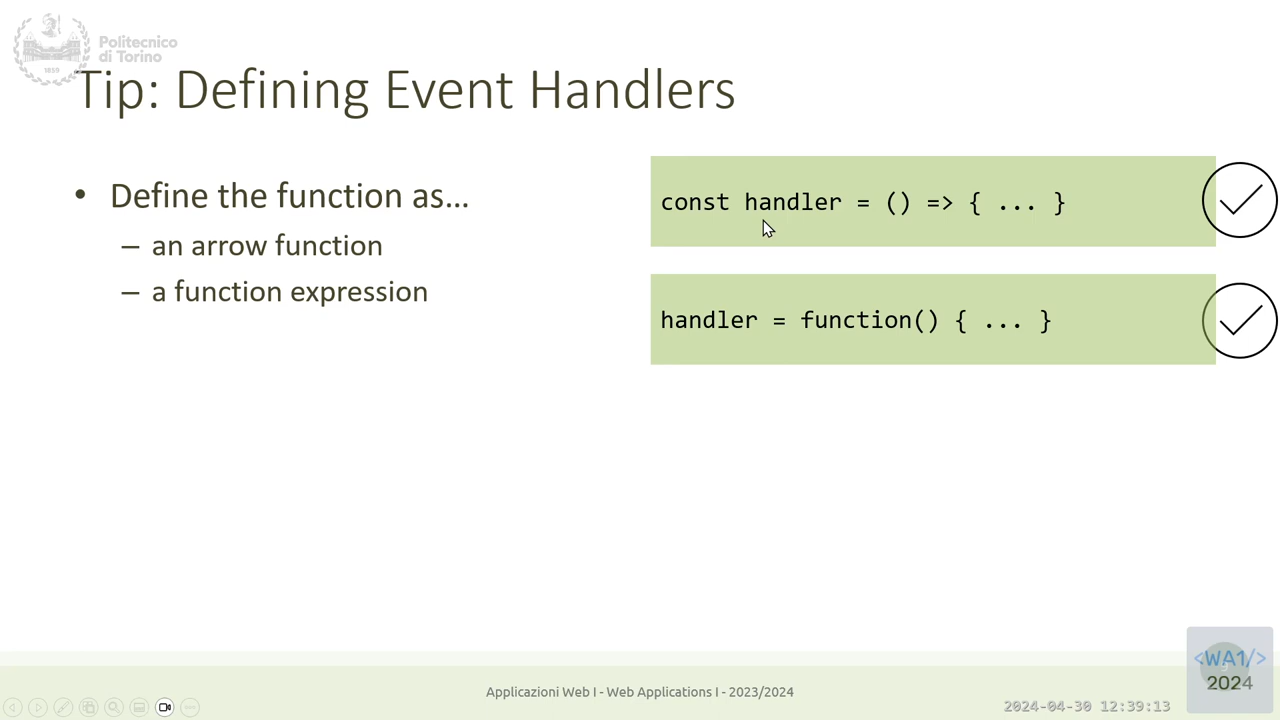 Politecnico
di Torino
1859
Tip: Defining Event Handlers
• Define the function as...
– an arrow function
– a function expression
const handler = () => { ... }
handler = function() { ... }
Applicazioni Web I - Web Applications I - 2023/2024
<WA1/>
2024
2024-04-30 12:39:13